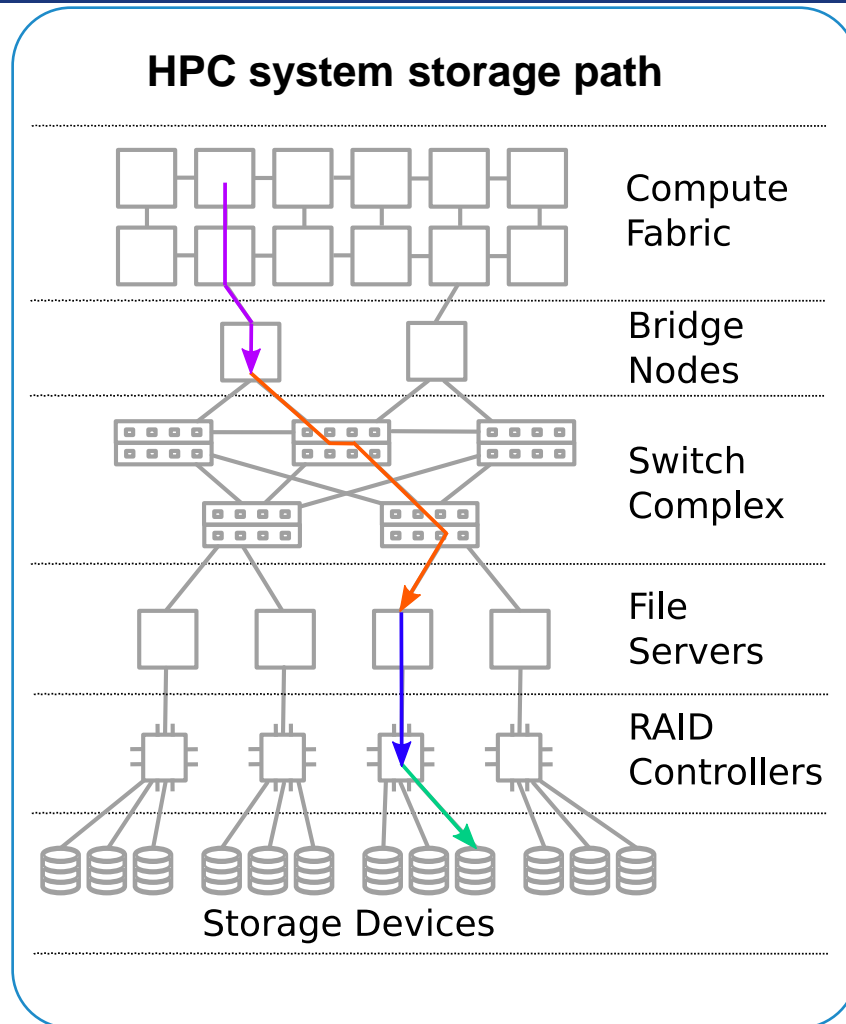 HPC system storage path
Compute
Fabric
Bridge
Nodes
Switch
Complex
File
Servers
RAID
Controllers
Storage Devices